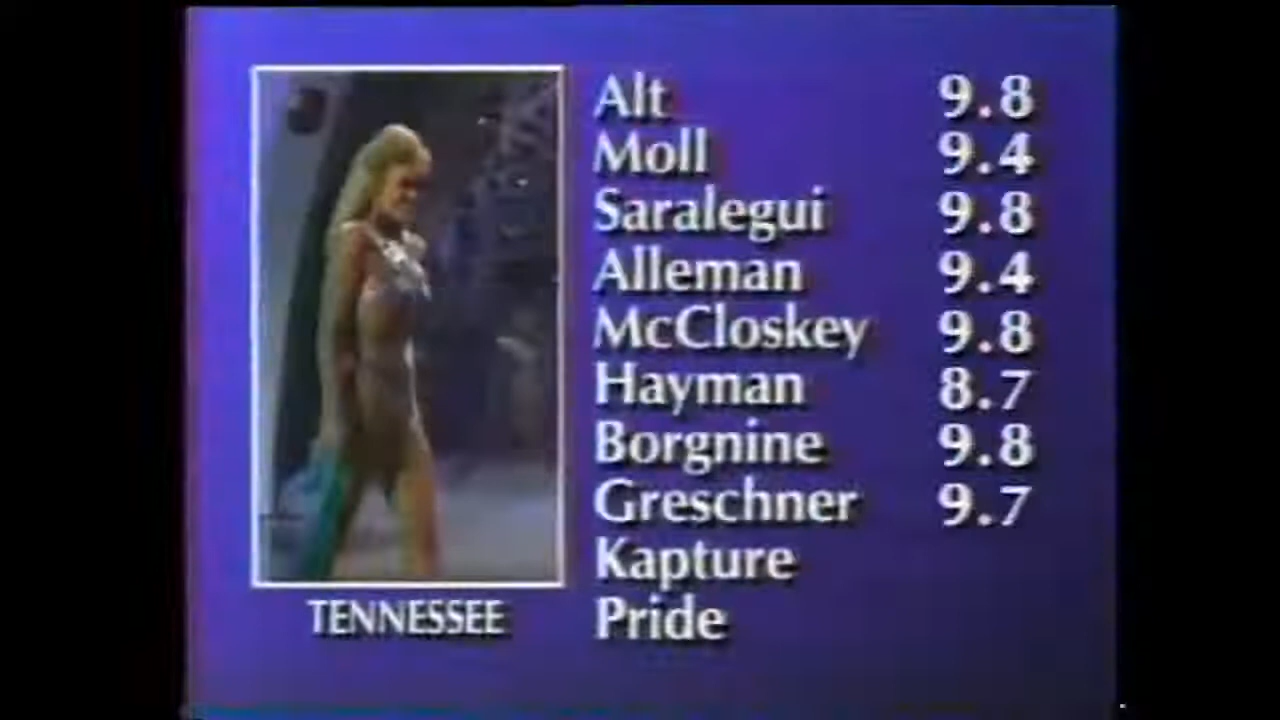 Alt 9.8
Moll 9.4
Saralegui 9.8
Alleman 9.4
McCloskey 9.8
Hayman 8.7
Borgnine 9.8
Greschner 9.7
Kapture
Pride
TENNESSEE